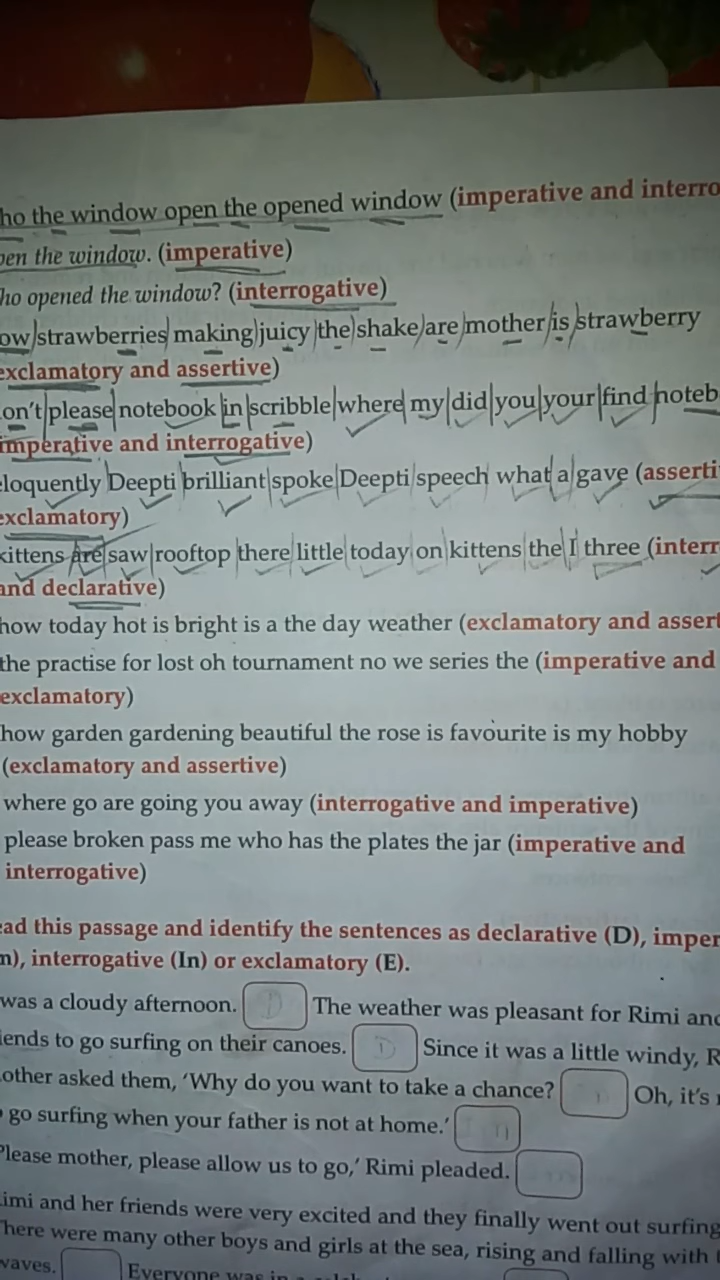 ho the window open the opened window (imperative and interro
pen the window. (imperative)
ho opened the window? (interrogative)
ow strawberries making juicy the shake are mother is strawberry
exclamatory and assertive)
on't please notebook in scribble where my did you your find noteb
imperative and interrogative)
eloquently Deepti brilliant spoke Deepti speech what a gave (asserti
exclamatory)
kittens are saw rooftop there little today on kittens the I three (interr
and declarative)
how today hot is bright is a the day weather (exclamatory and assert
the practise for lost oh tournament no we series the (imperative and
exclamatory)
how garden gardening beautiful the rose is favourite is my hobby
(exclamatory and assertive)
where go are going you away (interrogative and imperative)
please broken pass me who has the plates the jar (imperative and
interrogative)
ead this passage and identify the sentences as declarative (D), imper
m), interrogative (In) or exclamatory (E).
was a cloudy afternoon. D The weather was pleasant for Rimi and
iends to go surfing on their canoes. D Since it was a little windy, R
other asked them, 'Why do you want to take a chance? Oh, it's
go surfing when your father is not at home.'
Please mother, please allow us to go,' Rimi pleaded.
imi and her friends were very excited and they finally went out surfing
There were many other boys and girls at the sea, rising and falling with
waves. Everyone was in a